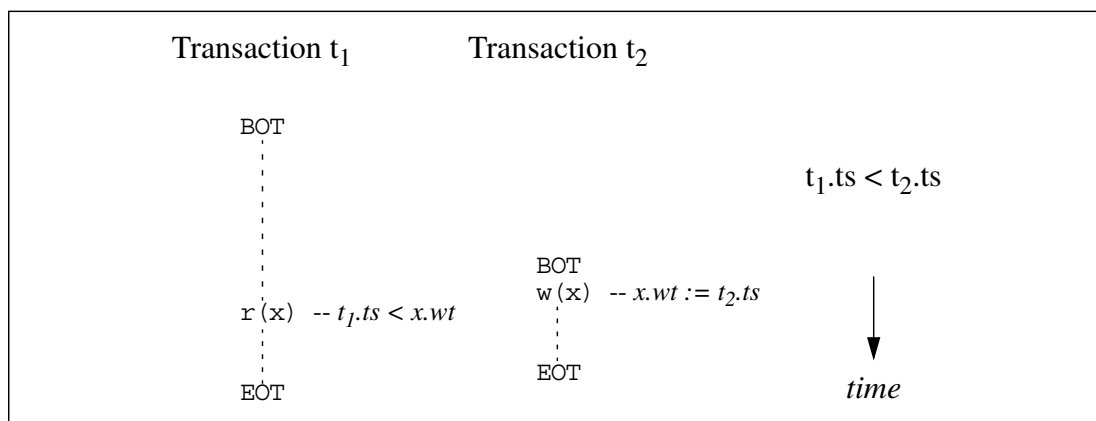 Transaction t1 Transaction t2
BOT
t1.ts < t2.ts
BOT
w(x) -- x.wt := t2.ts
r(x) -- t1.ts < x.wt
EOT
EOT
time